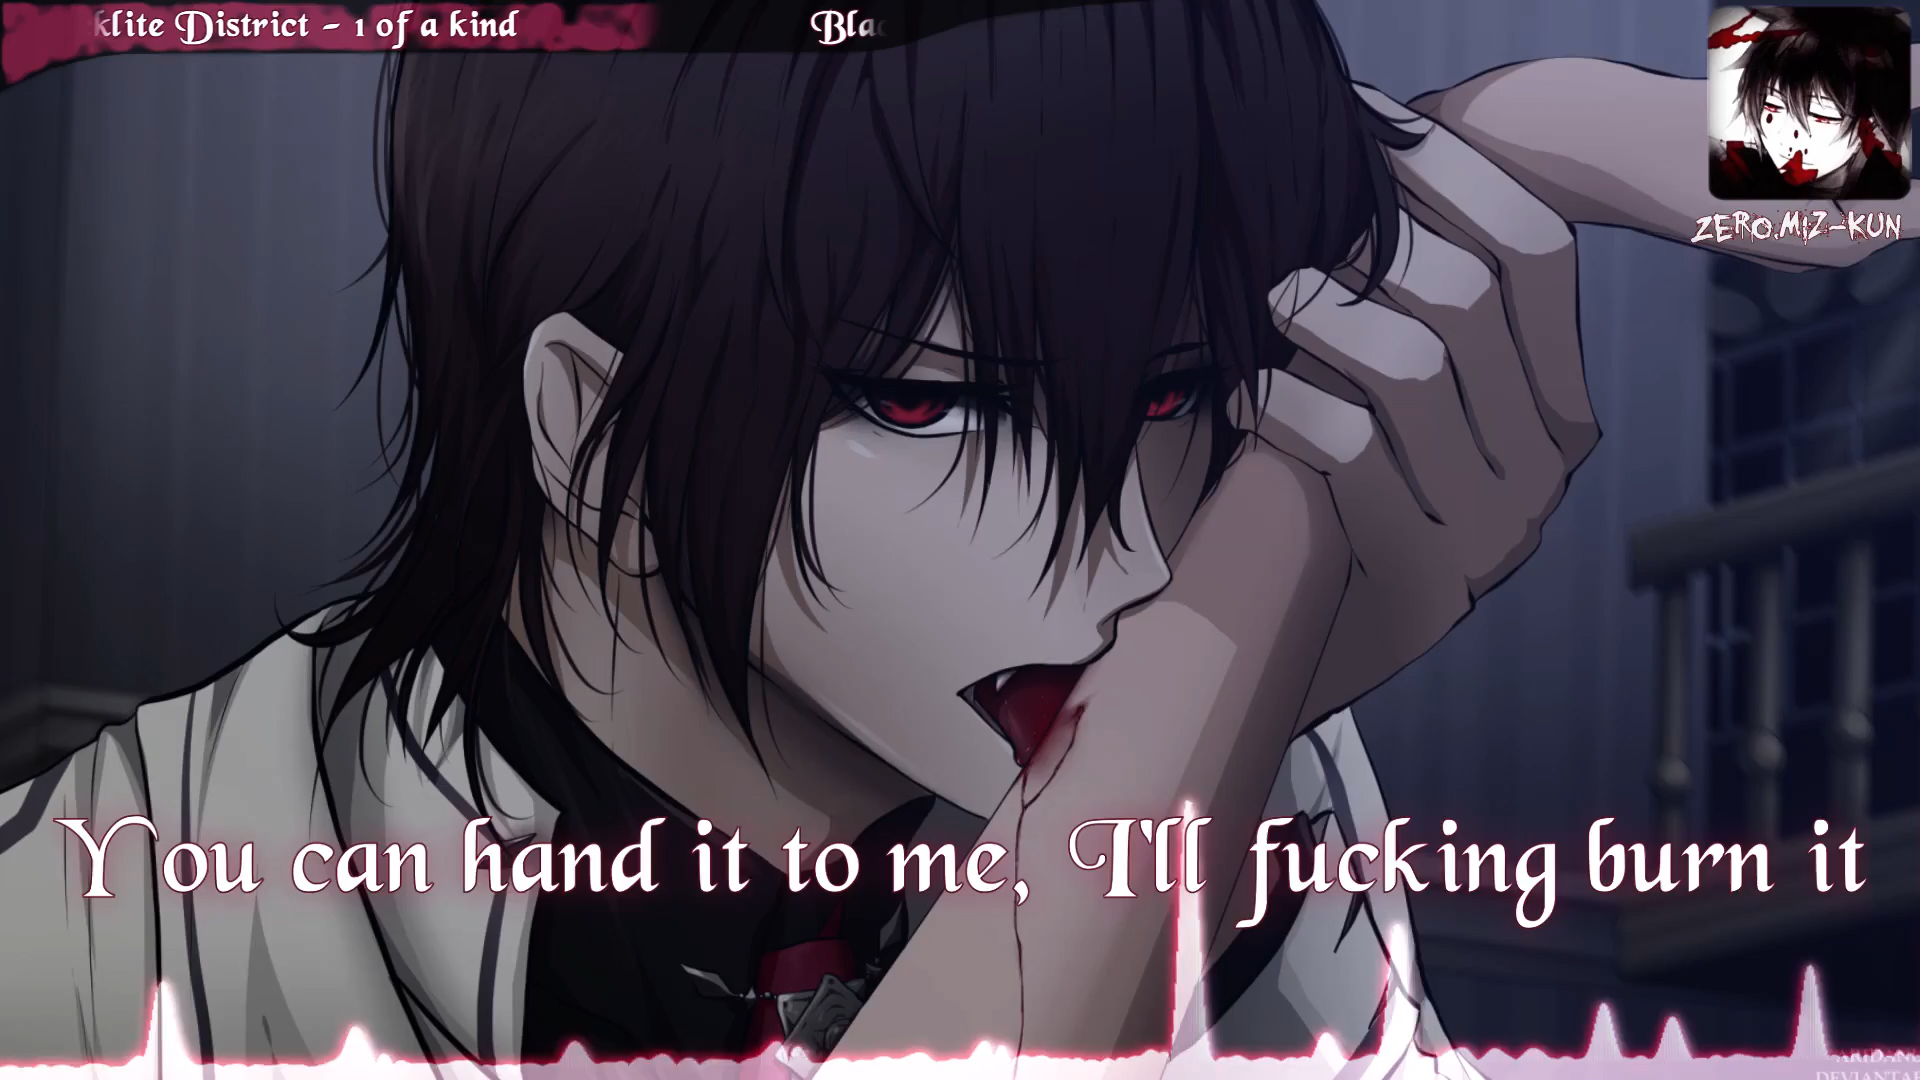 klite District - 1 of a kind
Bla
ZERO.MIZ-KUN
You can hand it to me, I'll fucking burn it